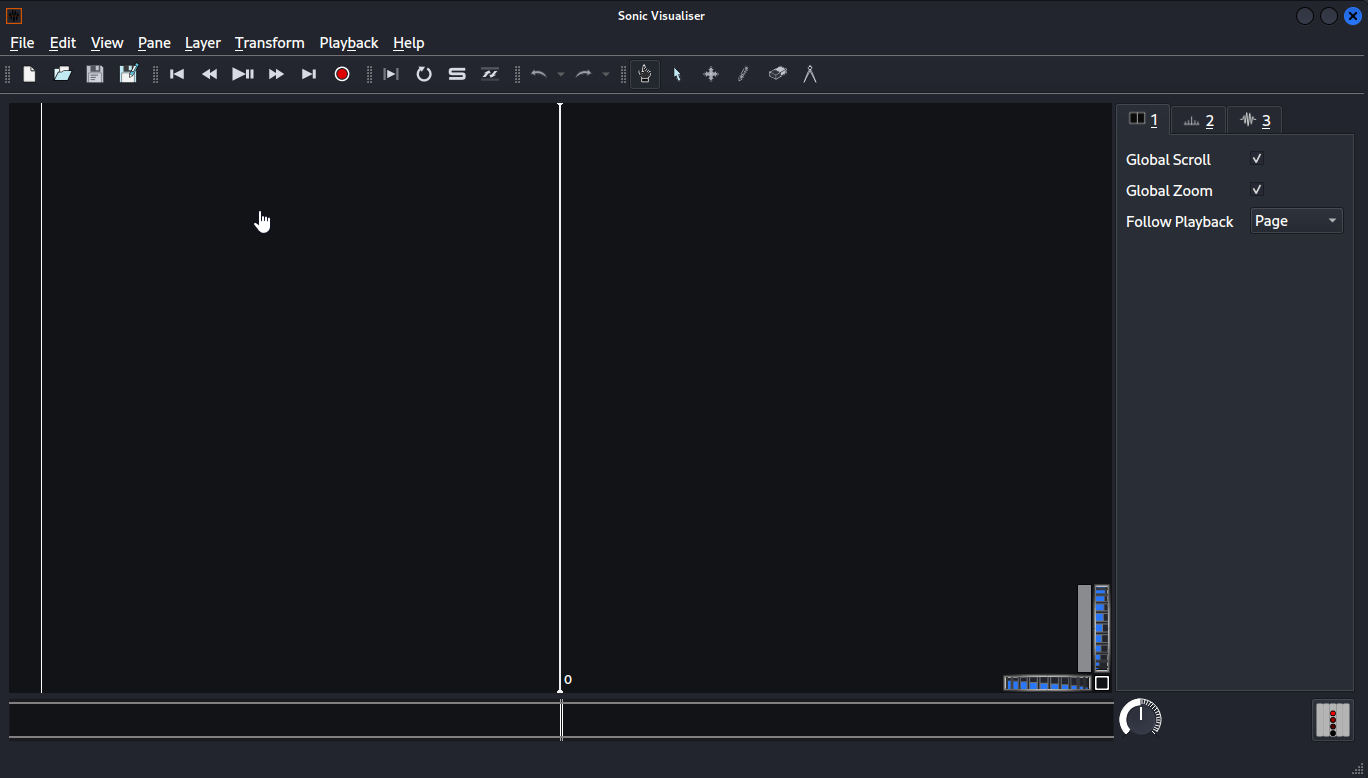 Sonic Visualiser
File Edit View Pane Layer Transform Playback Help
1 2 3
Global Scroll
Global Zoom
Follow Playback Page
0